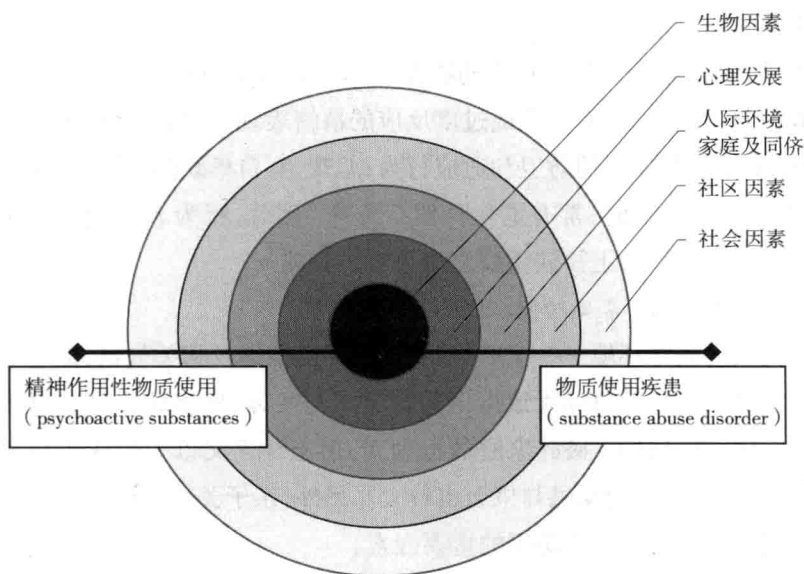 生物因素
心理发展
人际环境
家庭及同侪
社区因素
社会因素
精神作用性物质使用
（psychoactive substances）
物质使用疾患
（substance abuse disorder）